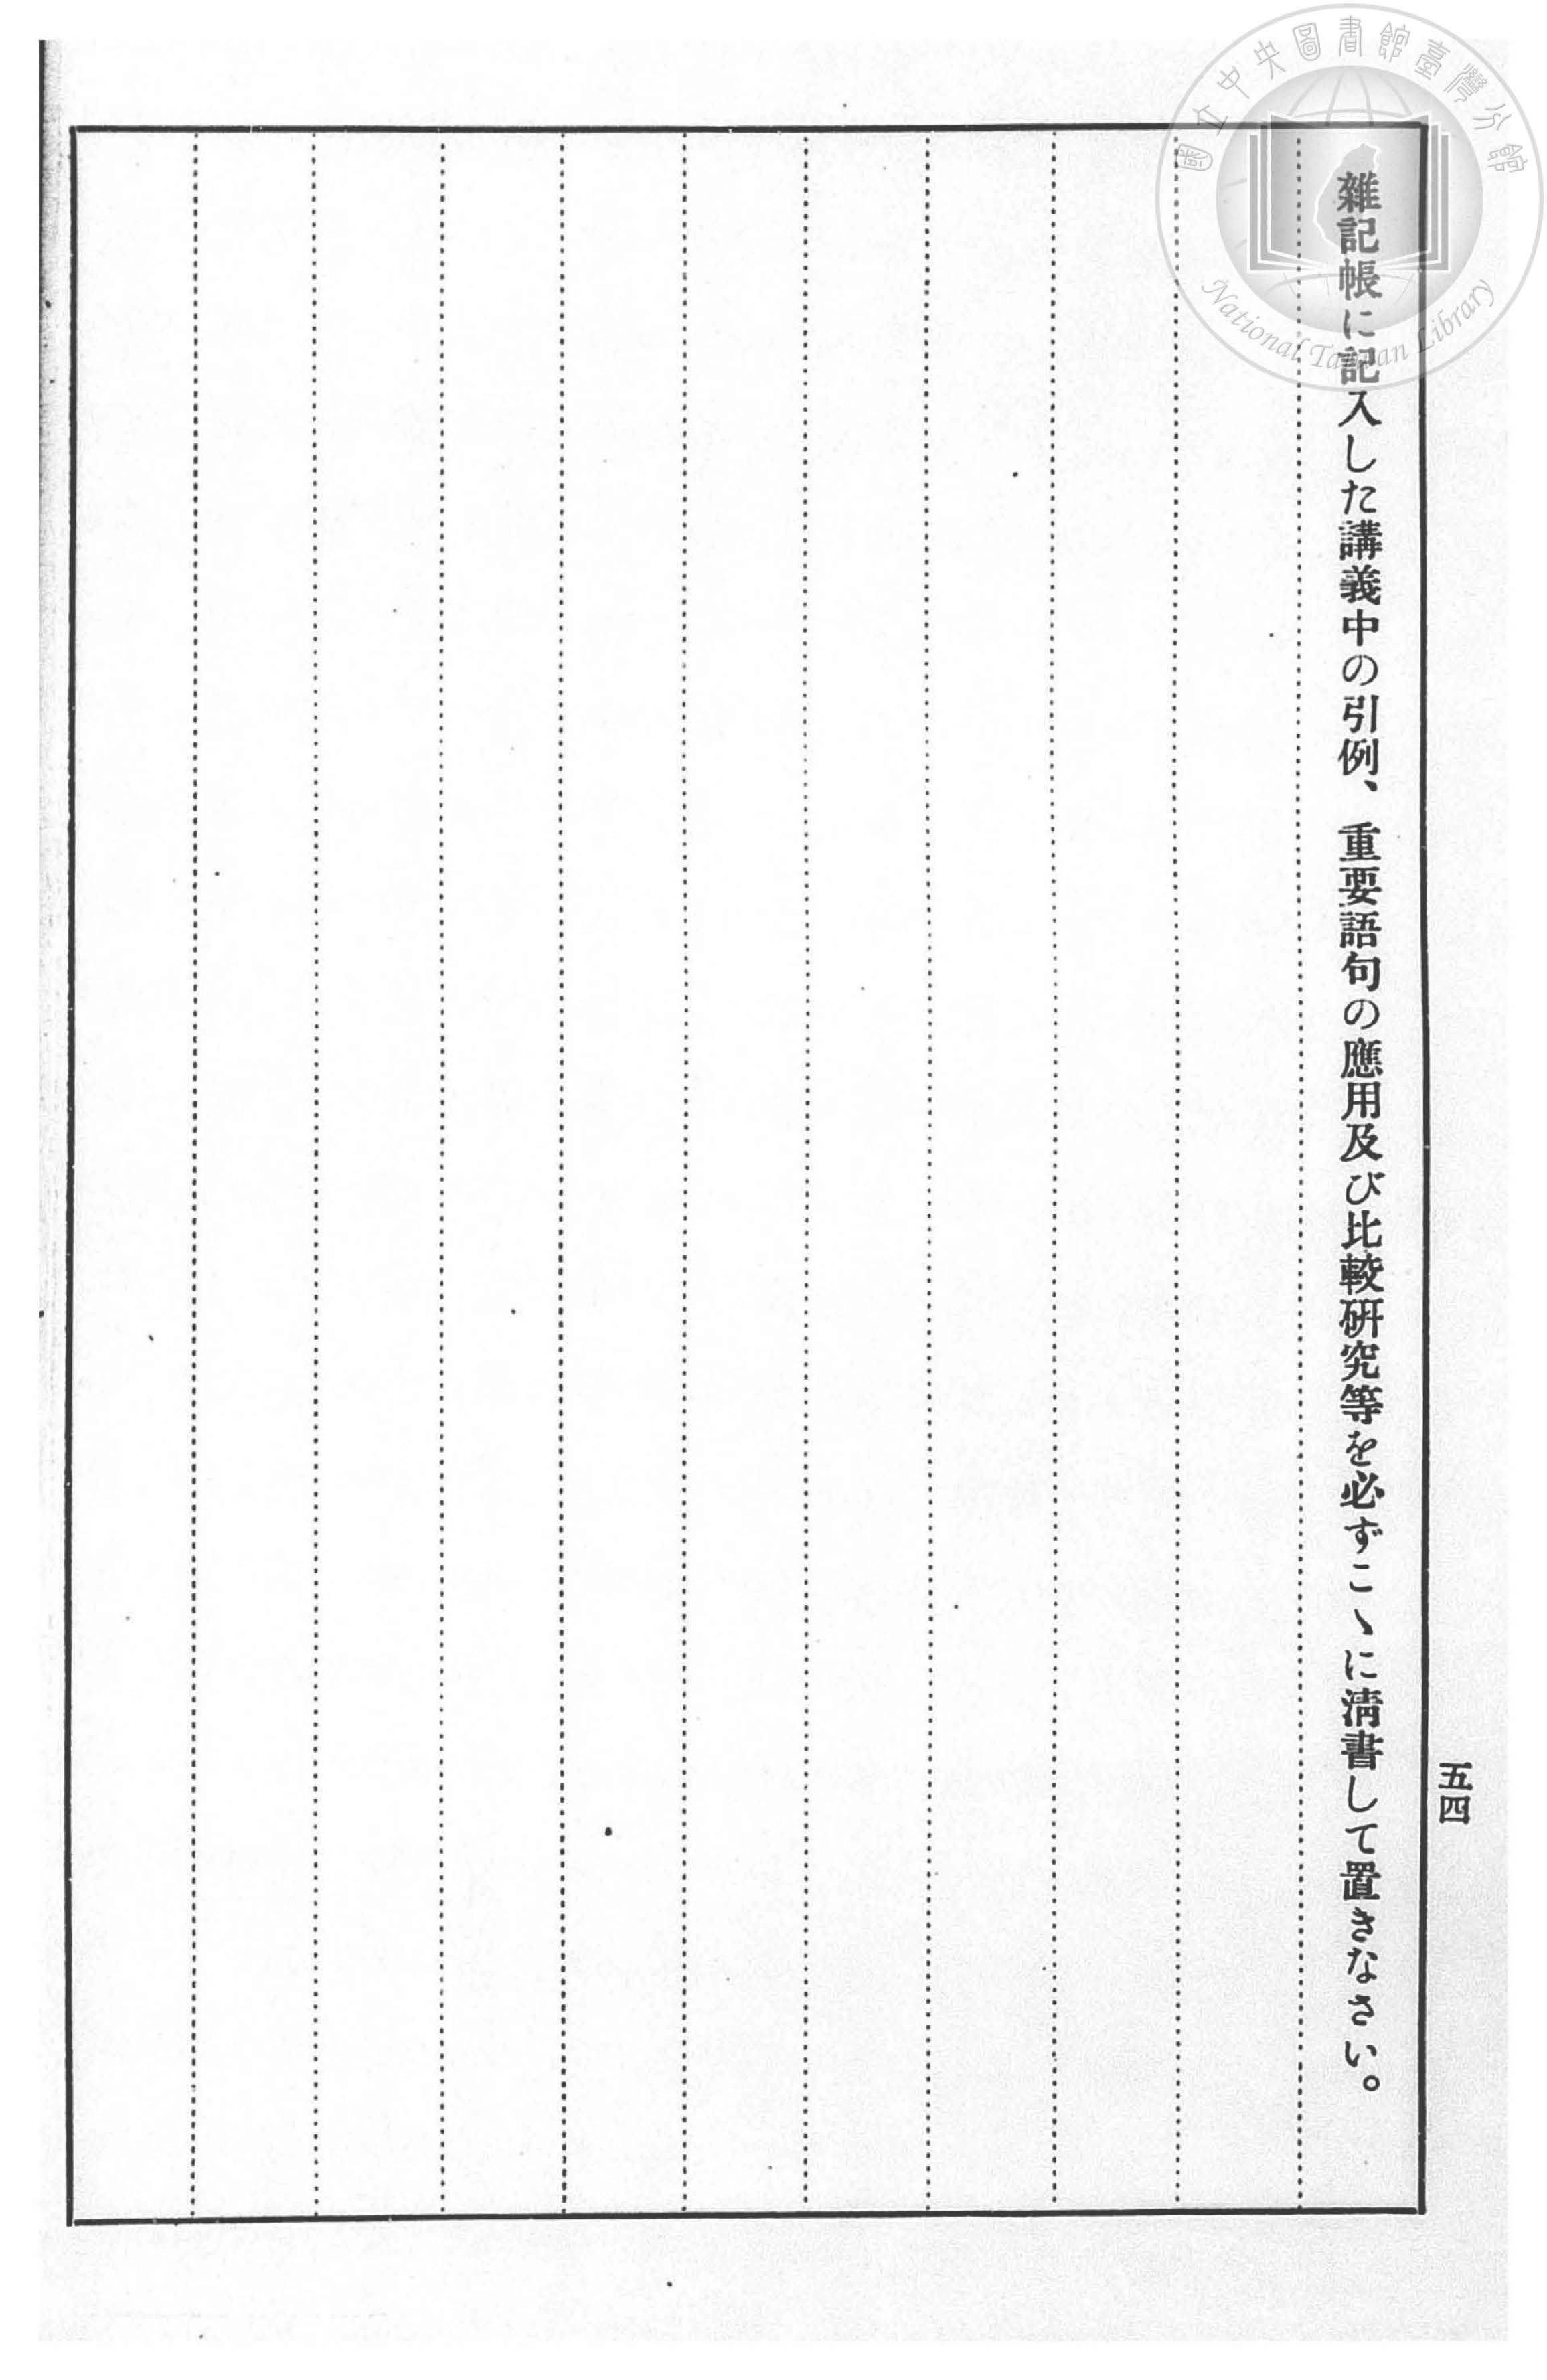 雜記帳に記入した講義中の引例、重要語句の應用及び比較硏究等を必ずこゝに淸書して置きなさい。
五四
國立中央圖書館臺灣分館
National Taiwan Library